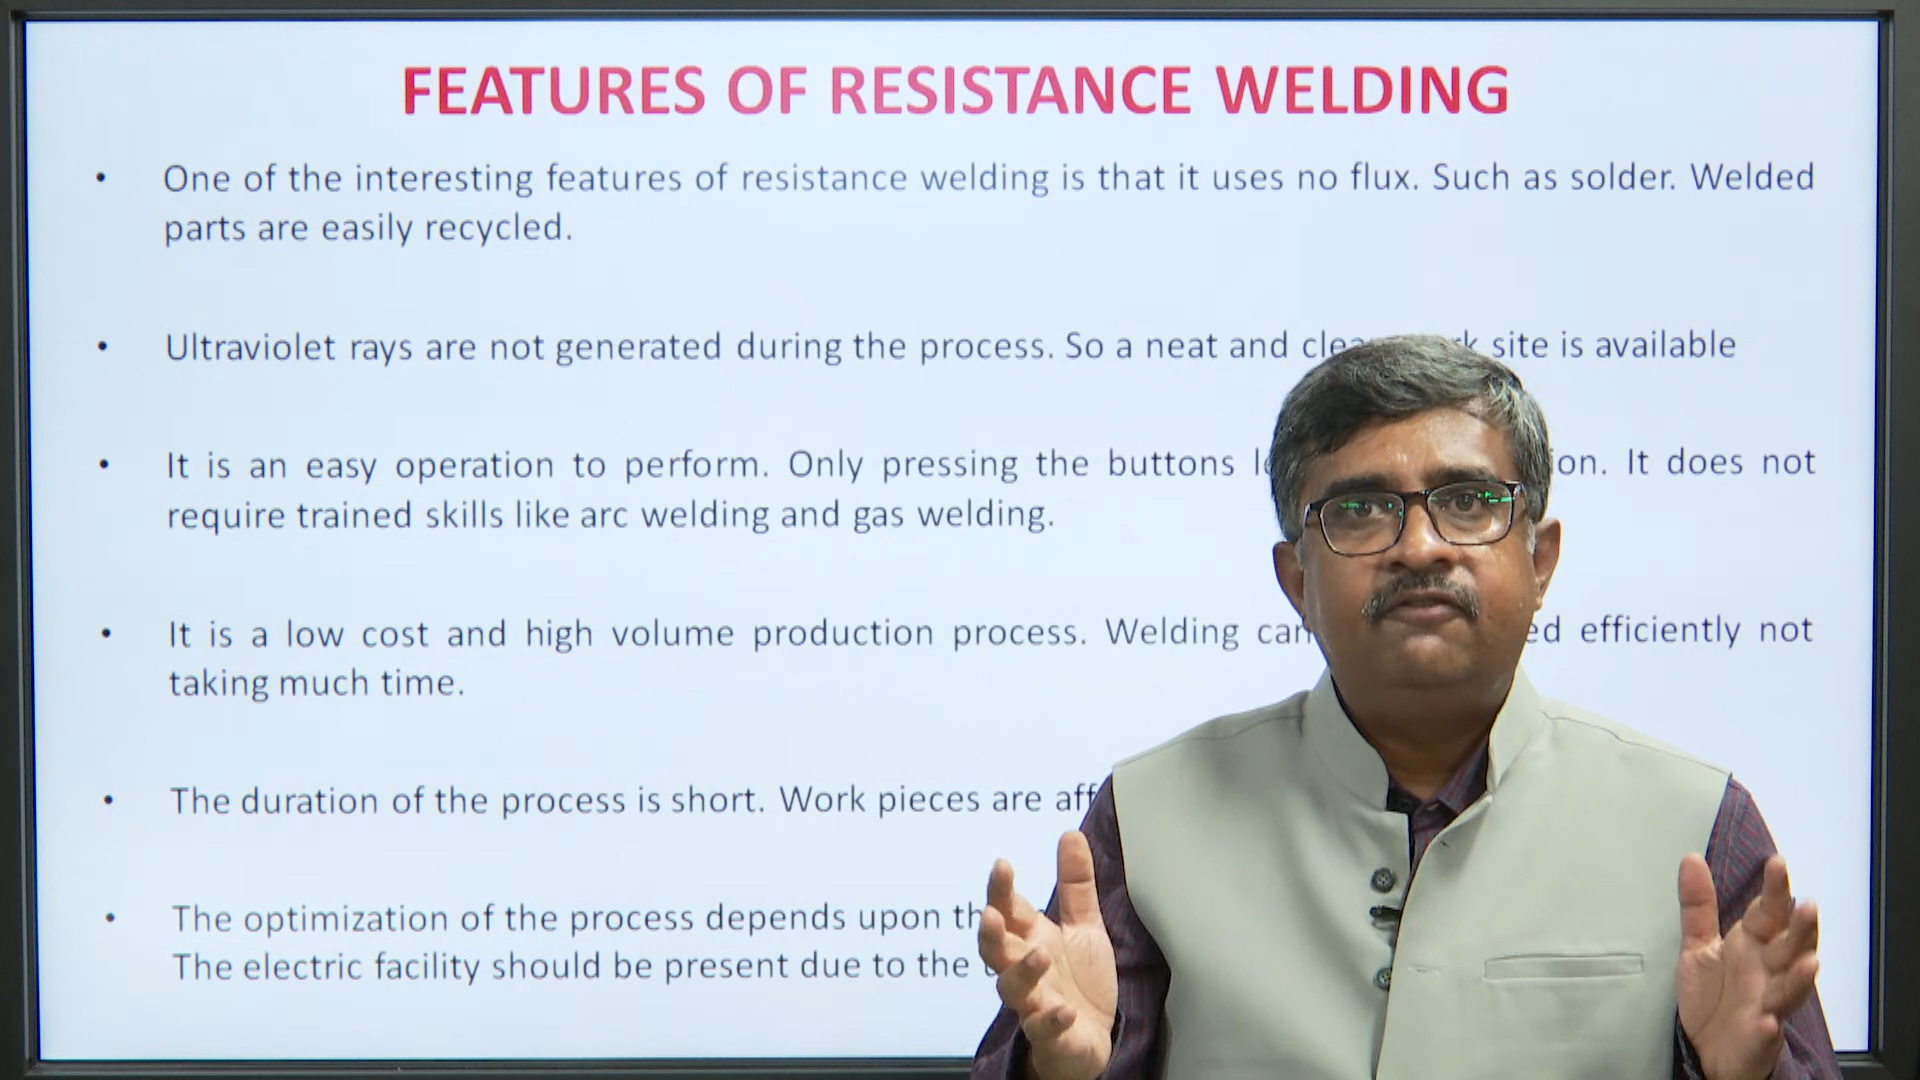 FEATURES OF RESISTANCE WELDING
• One of the interesting features of resistance welding is that it uses no flux. Such as solder. Welded
parts are easily recycled.
• Ultraviolet rays are not generated during the process. So a neat and site is available
• It is an easy operation to perform. Only pressing the buttons It does not
require trained skills like arc welding and gas welding.
• It is a low cost and high volume production process. Welding can efficiently not
taking much time.
• The duration of the process is short. Work pieces are
• The optimization of the process depends upon
The electric facility should be present due to the